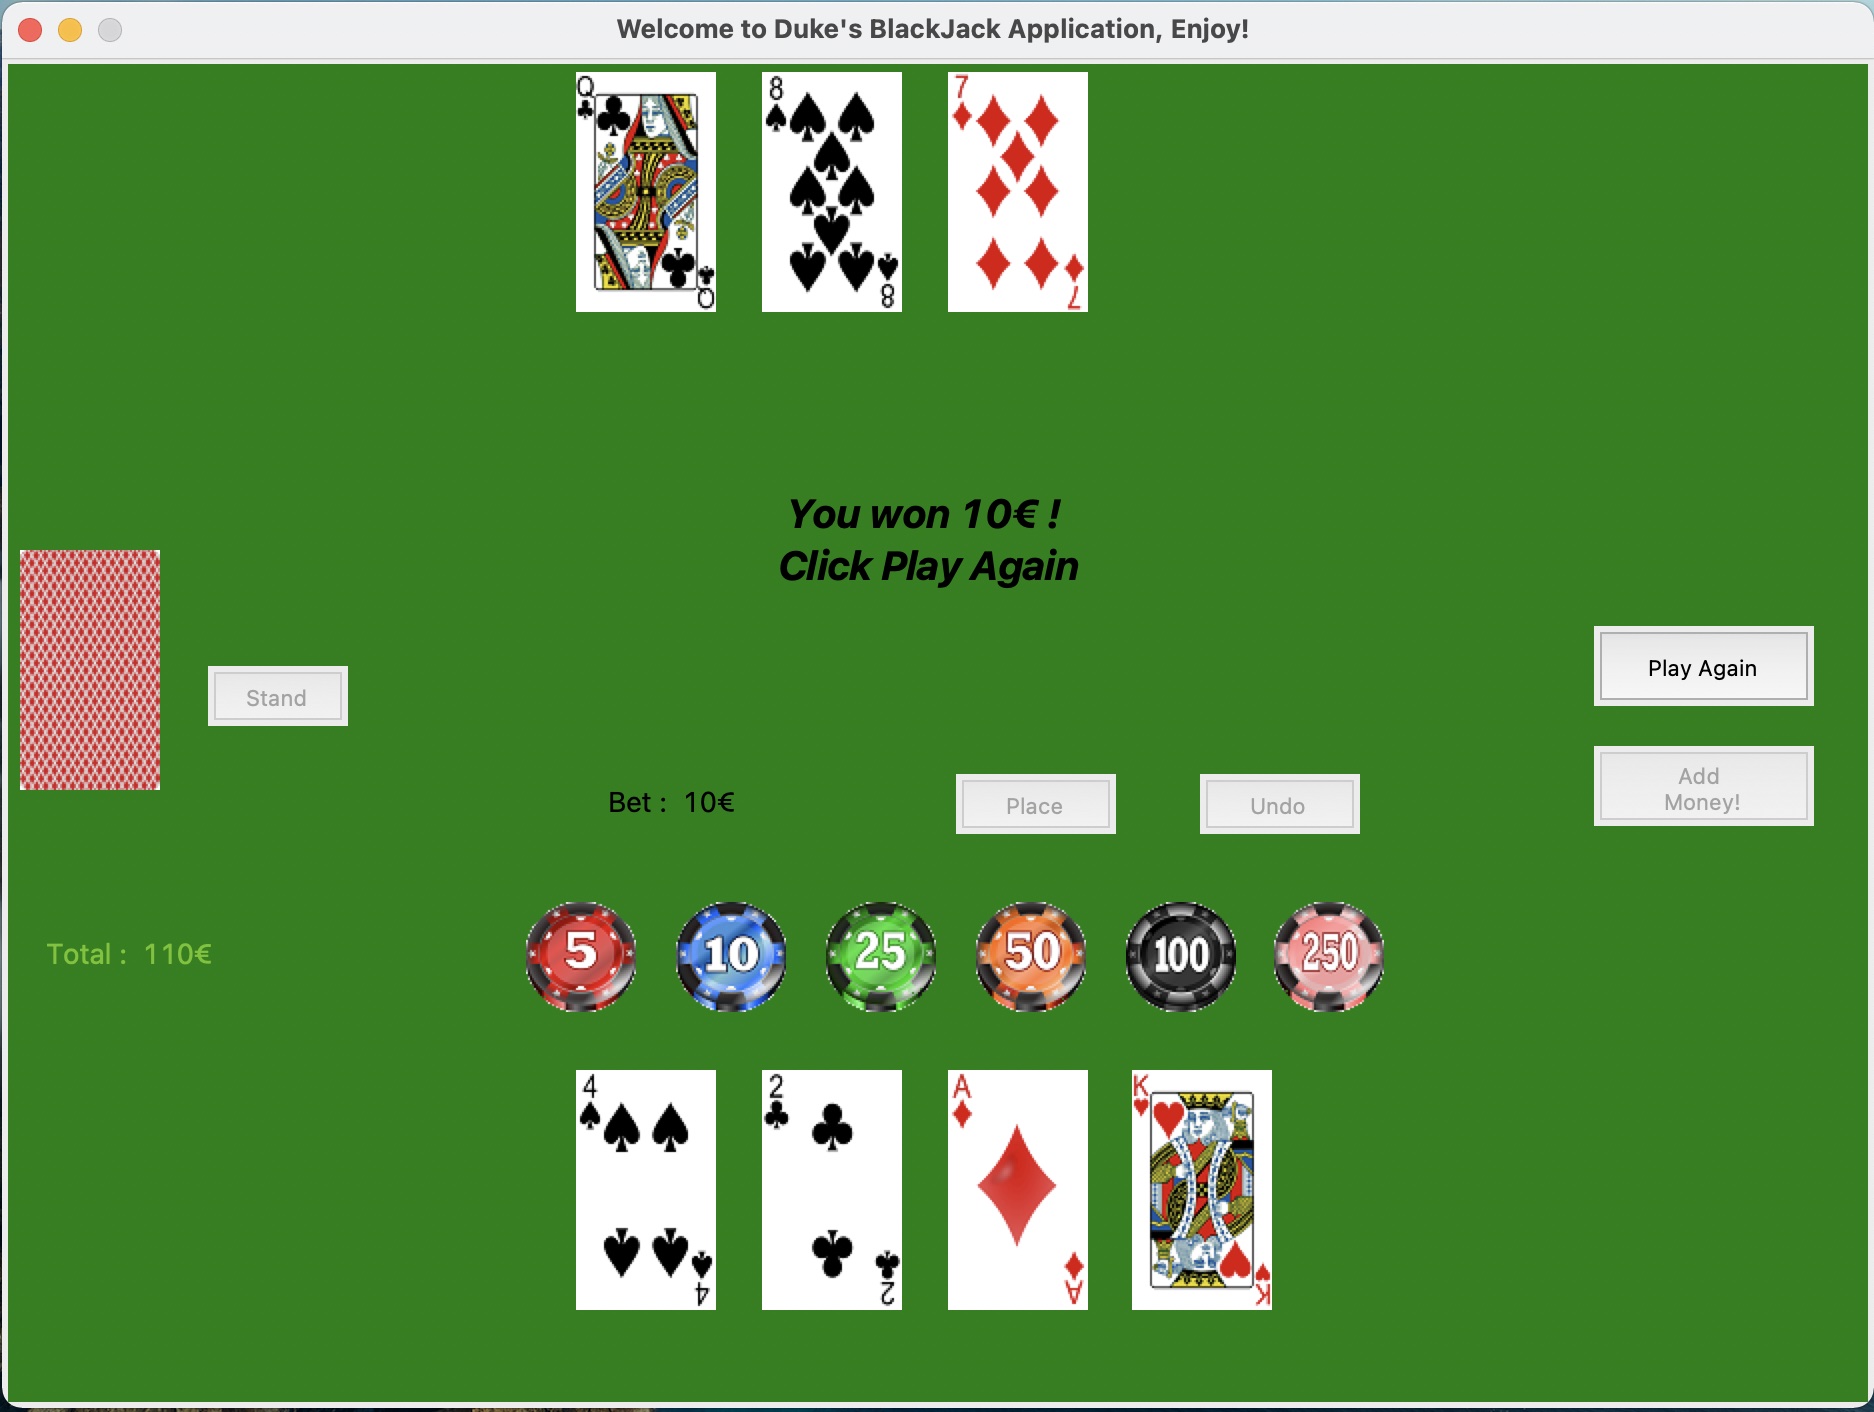 Welcome to Duke's BlackJack Application, Enjoy!
Q
Q
8
8
7
7
You won 10€ !
Click Play Again
Stand
Play Again
Bet : 10€
Place
Undo
Add
Money!
Total : 110€
5
10
25
50
100
250
4
4
2
2
A
A
K
K